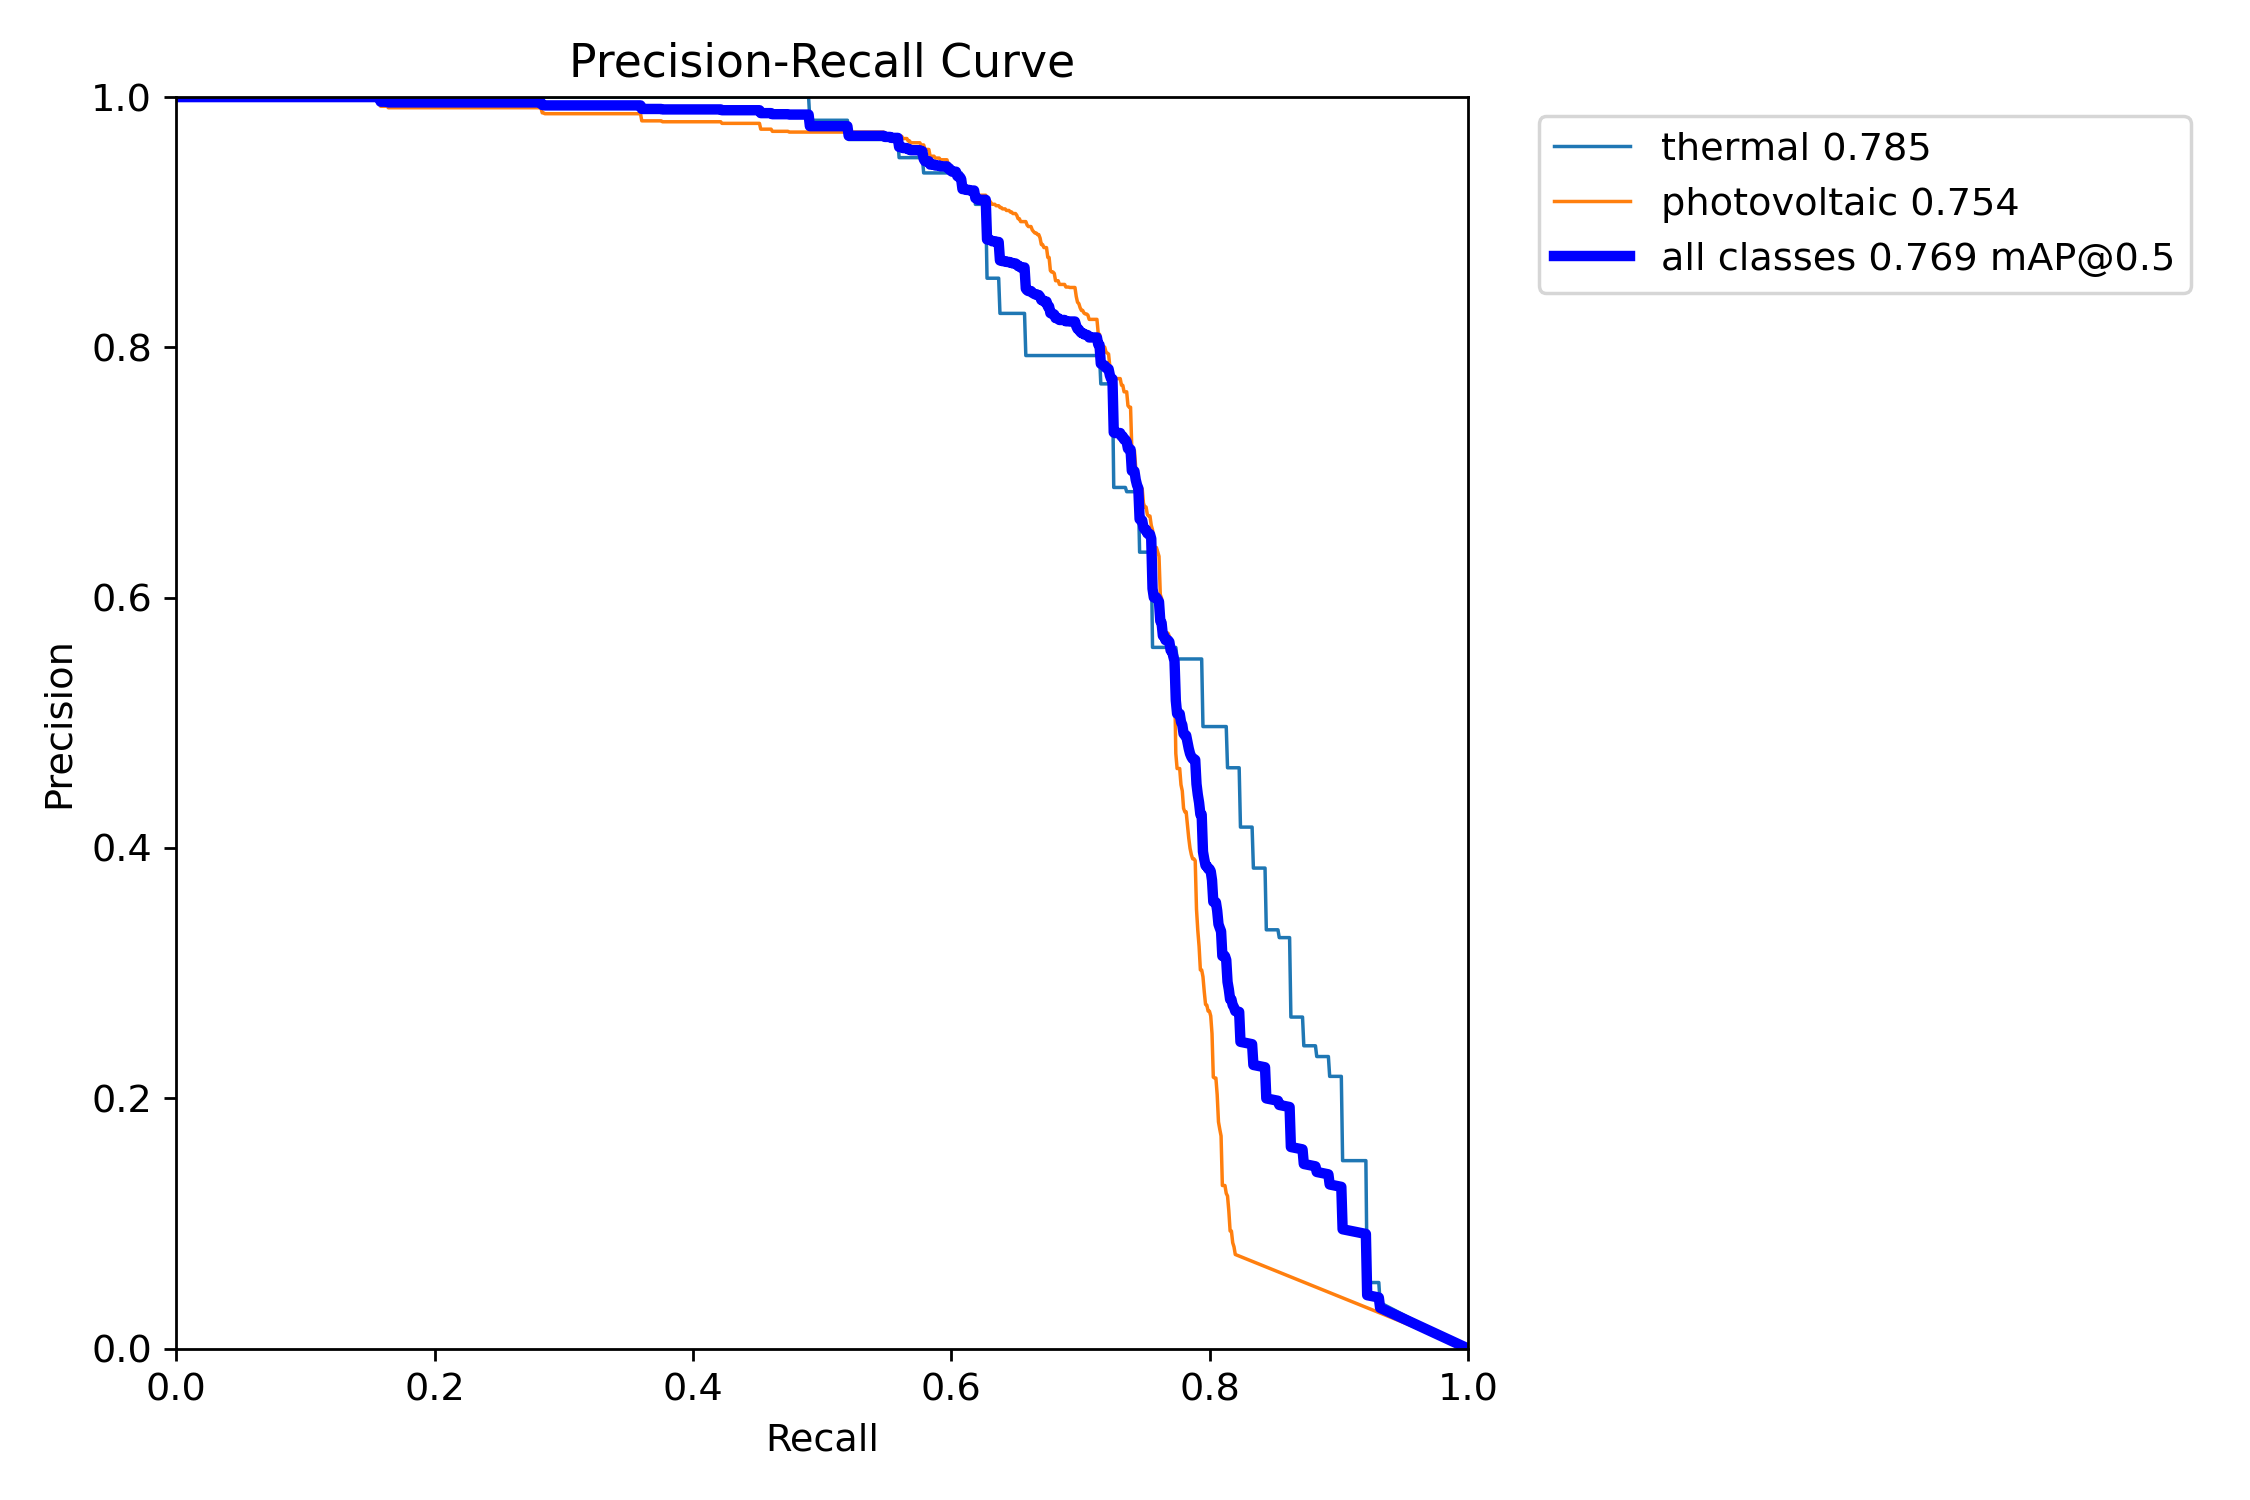 Precision-Recall Curve
thermal 0.785
photovoltaic 0.754
all classes 0.769 mAP@0.5
1.0
0.8
0.6
0.4
0.2
0.0
Precision
0.0 0.2 0.4 0.6 0.8 1.0
Recall